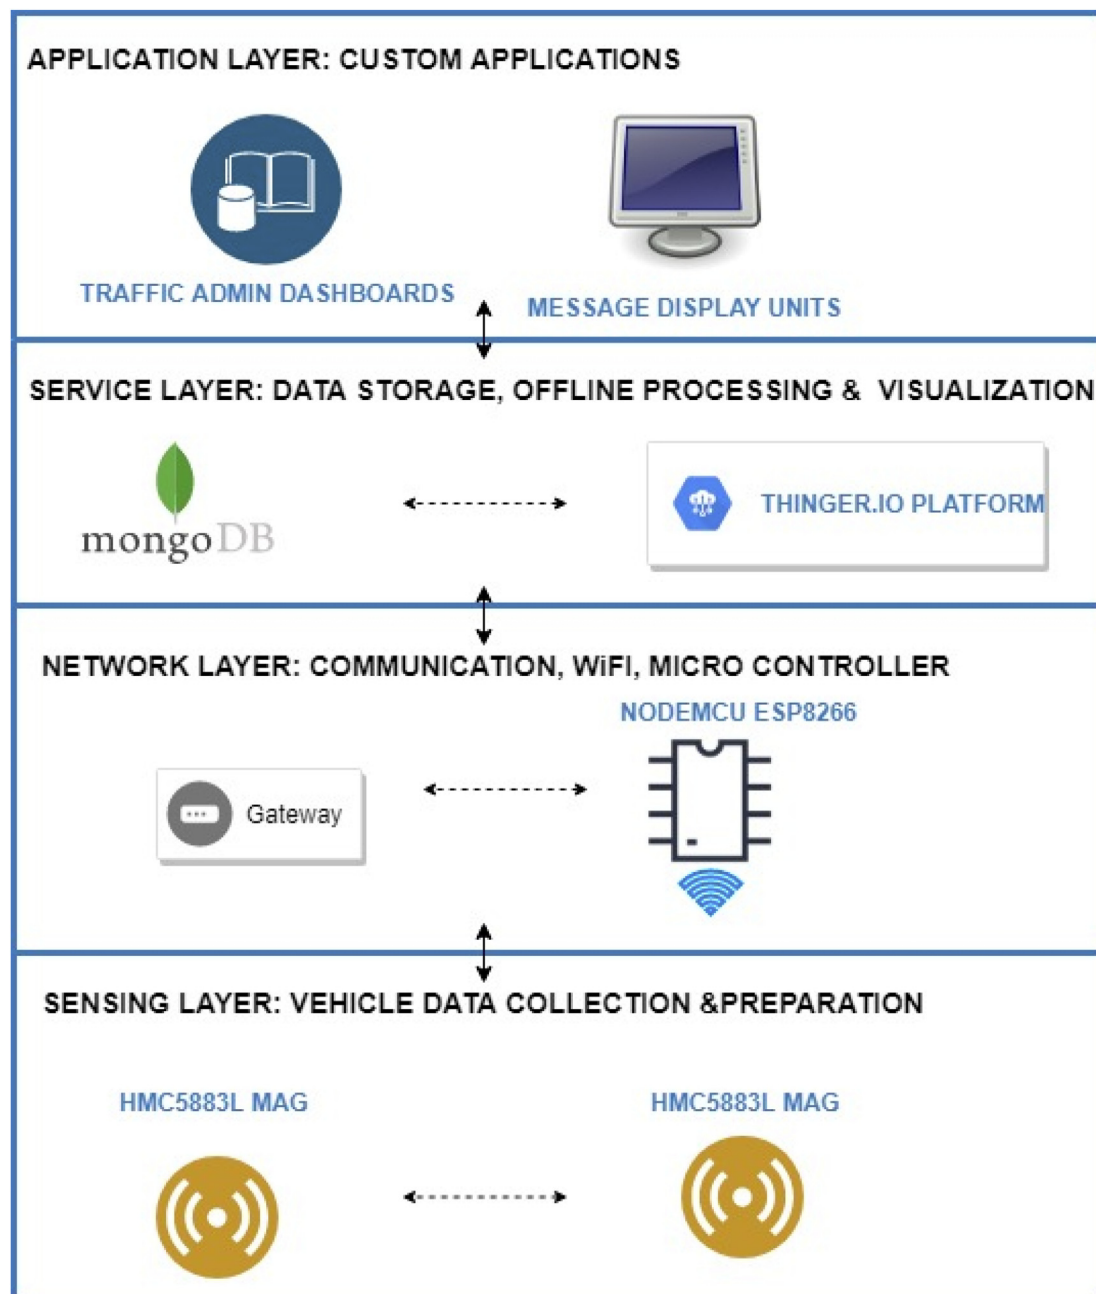 APPLICATION LAYER: CUSTOM APPLICATIONS
TRAFFIC ADMIN DASHBOARDS
MESSAGE DISPLAY UNITS
SERVICE LAYER: DATA STORAGE, OFFLINE PROCESSING & VISUALIZATION
mongoDB
THINGER.IO PLATFORM
NETWORK LAYER: COMMUNICATION, WiFI, MICRO CONTROLLER
NODEMCU ESP8266
Gateway
SENSING LAYER: VEHICLE DATA COLLECTION &PREPARATION
HMC5883L MAG
HMC5883L MAG